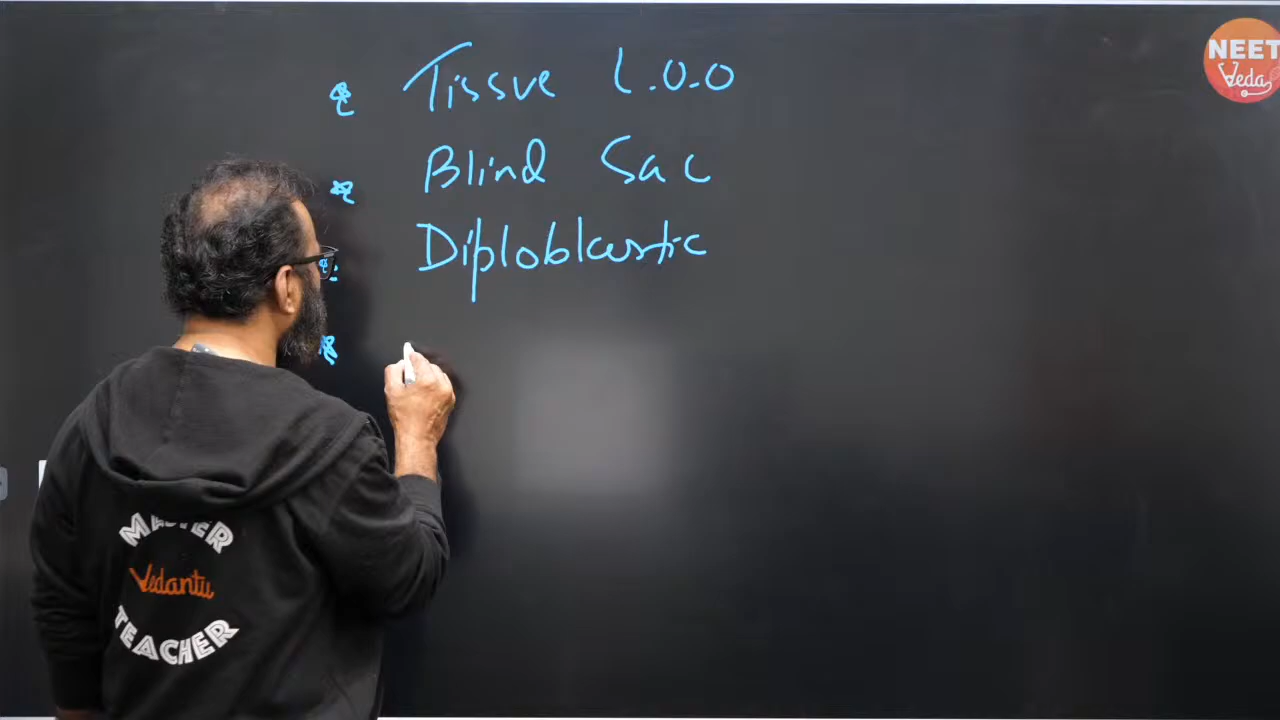 NEET
Veda
Tissue L.O.O
Blind Sac
Diploblastic
MASTER
Vedantu
TEACHER